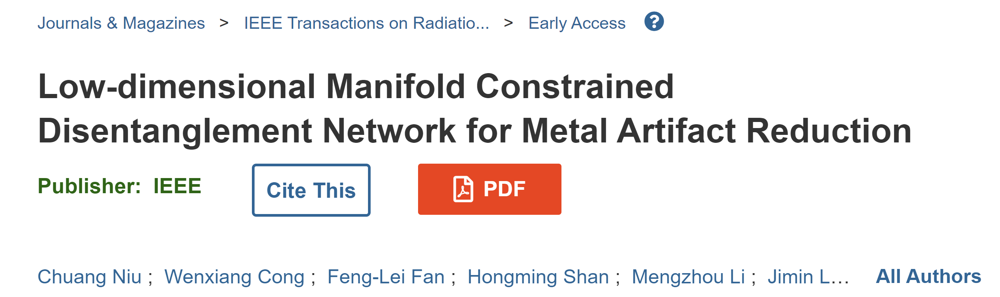 Journals & Magazines > IEEE Transactions on Radiatio... > Early Access ?
Low-dimensional Manifold Constrained
Disentanglement Network for Metal Artifact Reduction
Publisher: IEEE Cite This PDF
Chuang Niu ; Wenxiang Cong ; Feng-Lei Fan ; Hongming Shan ; Mengzhou Li ; Jimin L... All Authors